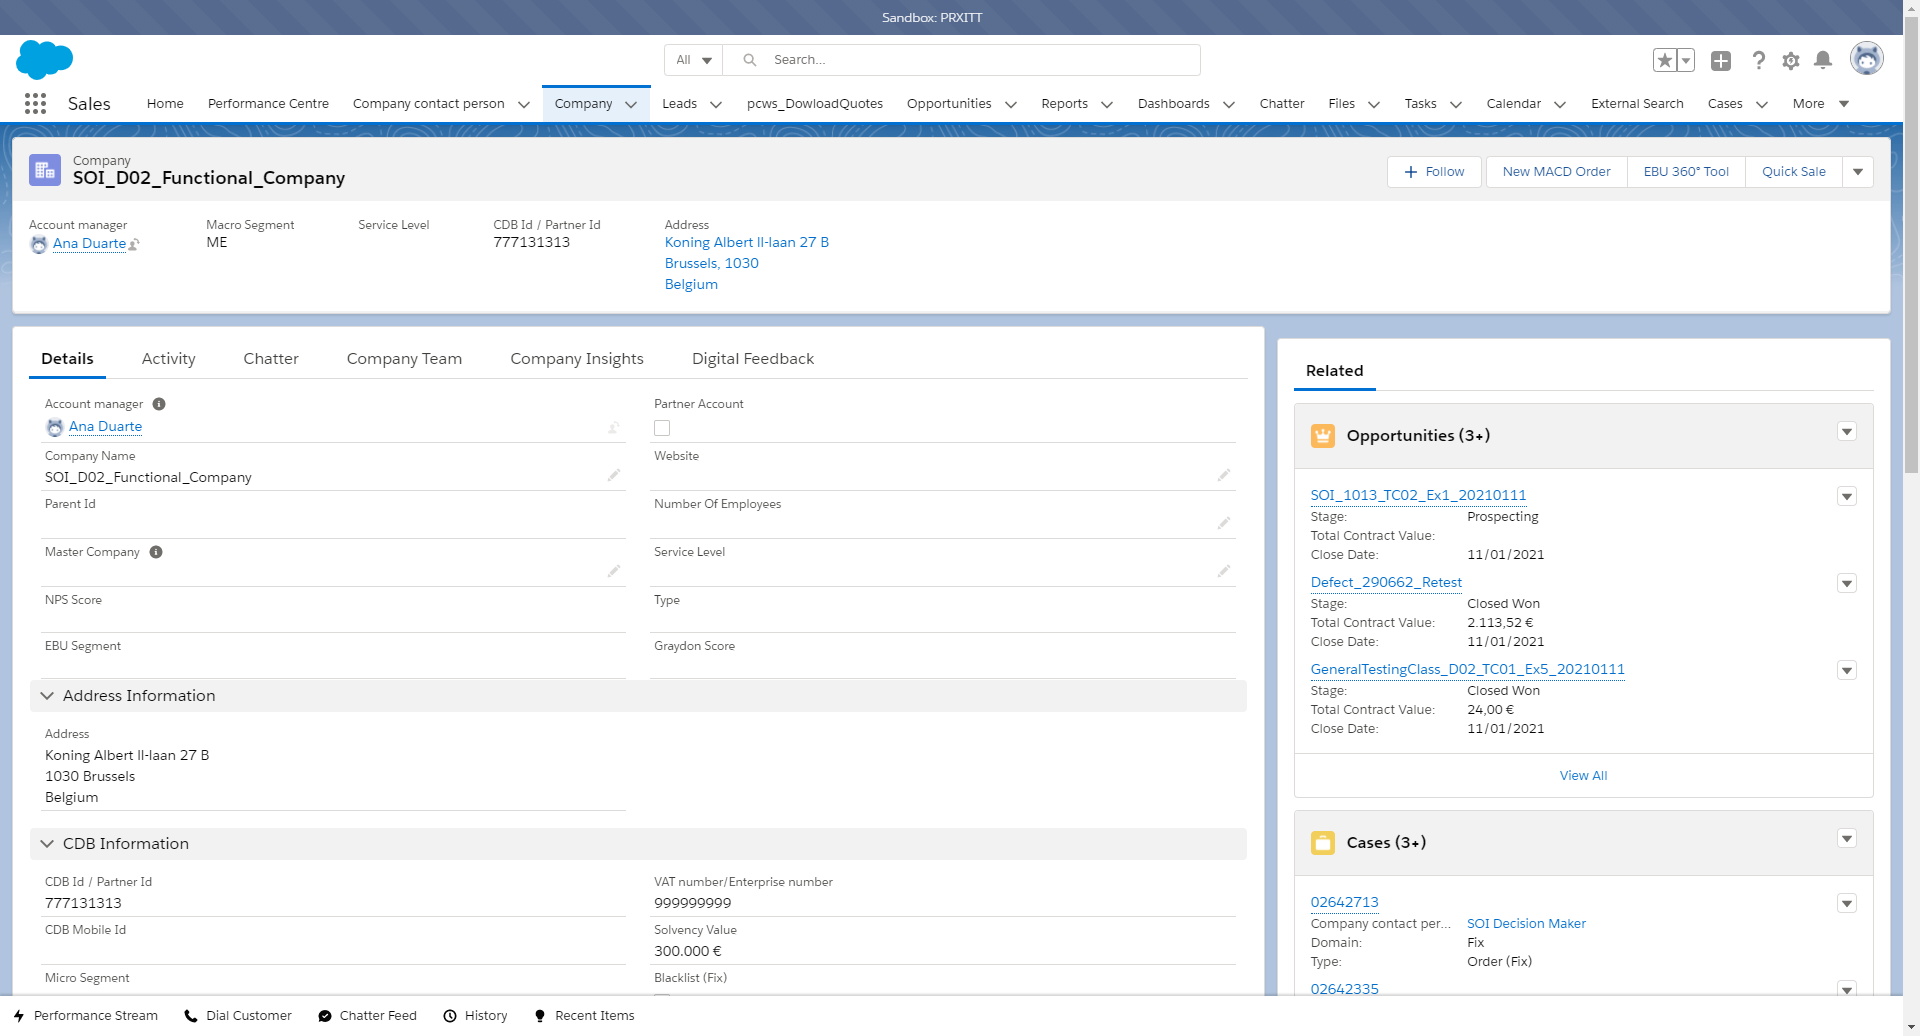 Sandbox: PRXITT
All
Search...
Sales
Home
Performance Centre
Company contact person
Company
Leads
pcws_DowloadQuotes
Opportunities
Reports
Dashboards
Chatter
Files
Tasks
Calendar
External Search
Cases
More
Company
SOI_D02_Functional_Company
Follow
New MACD Order
EBU 360° Tool
Quick Sale
Account manager
Ana Duarte
Macro Segment
ME
Service Level
CDB Id / Partner Id
777131313
Address
Koning Albert II-laan 27 B
Brussels, 1030
Belgium
Details
Activity
Chatter
Company Team
Company Insights
Digital Feedback
Account manager
Ana Duarte
Partner Account
Company Name
SOI_D02_Functional_Company
Website
Parent Id
Number Of Employees
Master Company
Service Level
NPS Score
Type
EBU Segment
Graydon Score
Address Information
Address
Koning Albert II-laan 27 B
1030 Brussels
Belgium
CDB Information
CDB Id / Partner Id
777131313
VAT number/Enterprise number
999999999
CDB Mobile Id
Solvency Value
300.000 €
Micro Segment
Blacklist (Fix)
Related
Opportunities (3+)
SOI_1013_TC02_Ex1_20210111
Stage: Prospecting
Total Contract Value:
Close Date: 11/01/2021
Defect_290662_Retest
Stage: Closed Won
Total Contract Value: 2.113,52 €
Close Date: 11/01/2021
GeneralTestingClass_D02_TC01_Ex5_20210111
Stage: Closed Won
Total Contract Value: 24,00 €
Close Date: 11/01/2021
View All
Cases (3+)
02642713
Company contact per... SOI Decision Maker
Domain: Fix
Type: Order (Fix)
02642335
Performance Stream
Dial Customer
Chatter Feed
History
Recent Items